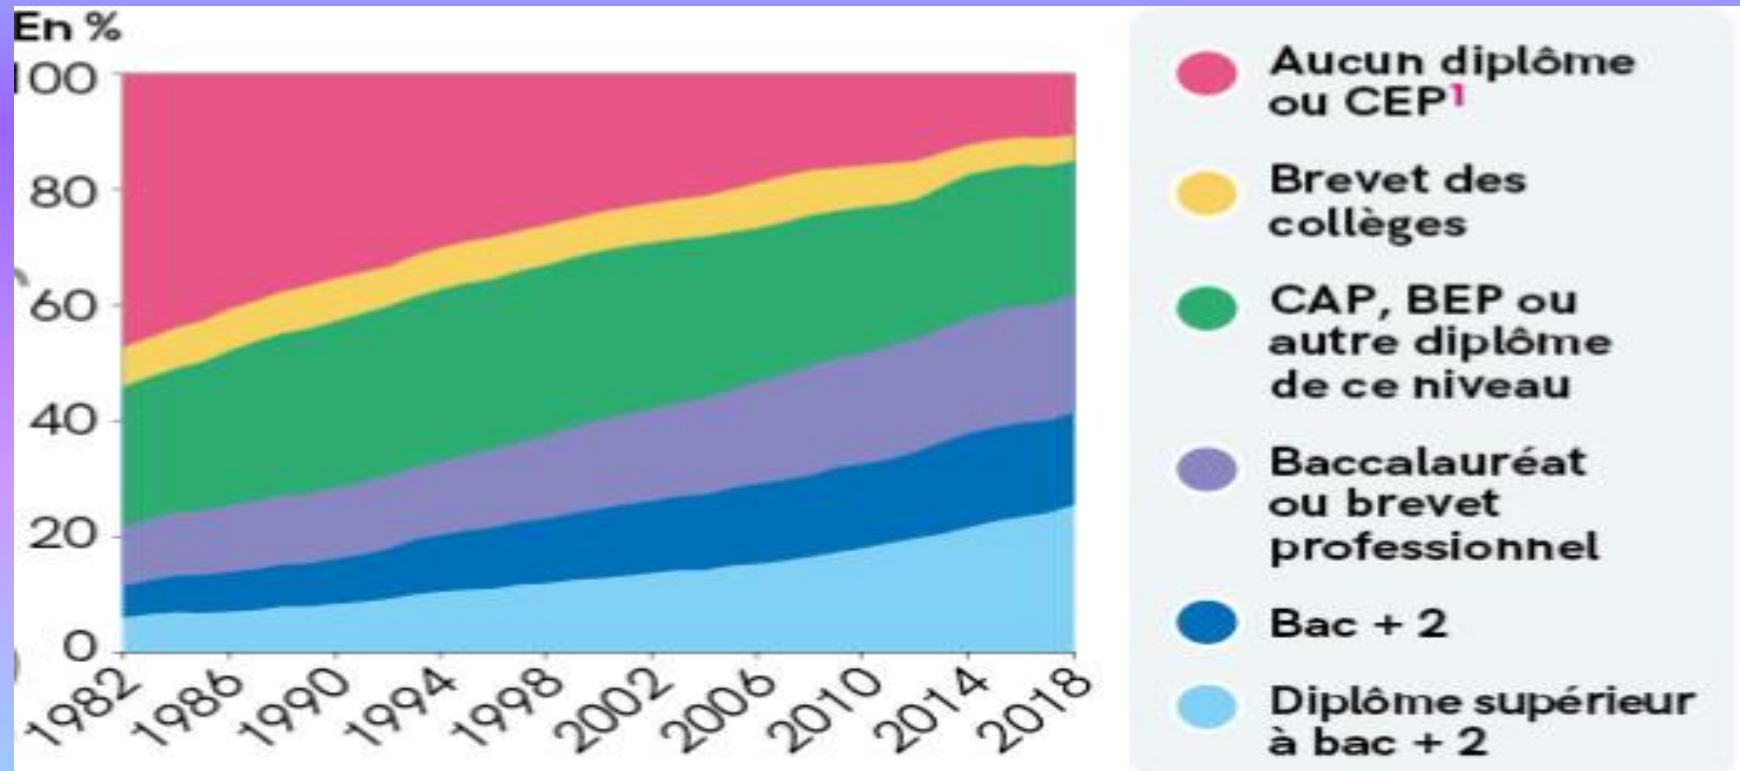 En %
100
80
60
40
20
0
1982 1986 1990 1994 1998 2002 2006 2010 2014 2018
Aucun diplôme
ou CEP¹
Brevet des
collèges
CAP, BEP ou
autre diplôme
de ce niveau
Baccalauréat
ou brevet
professionnel
Bac + 2
Diplôme supérieur
à bac + 2